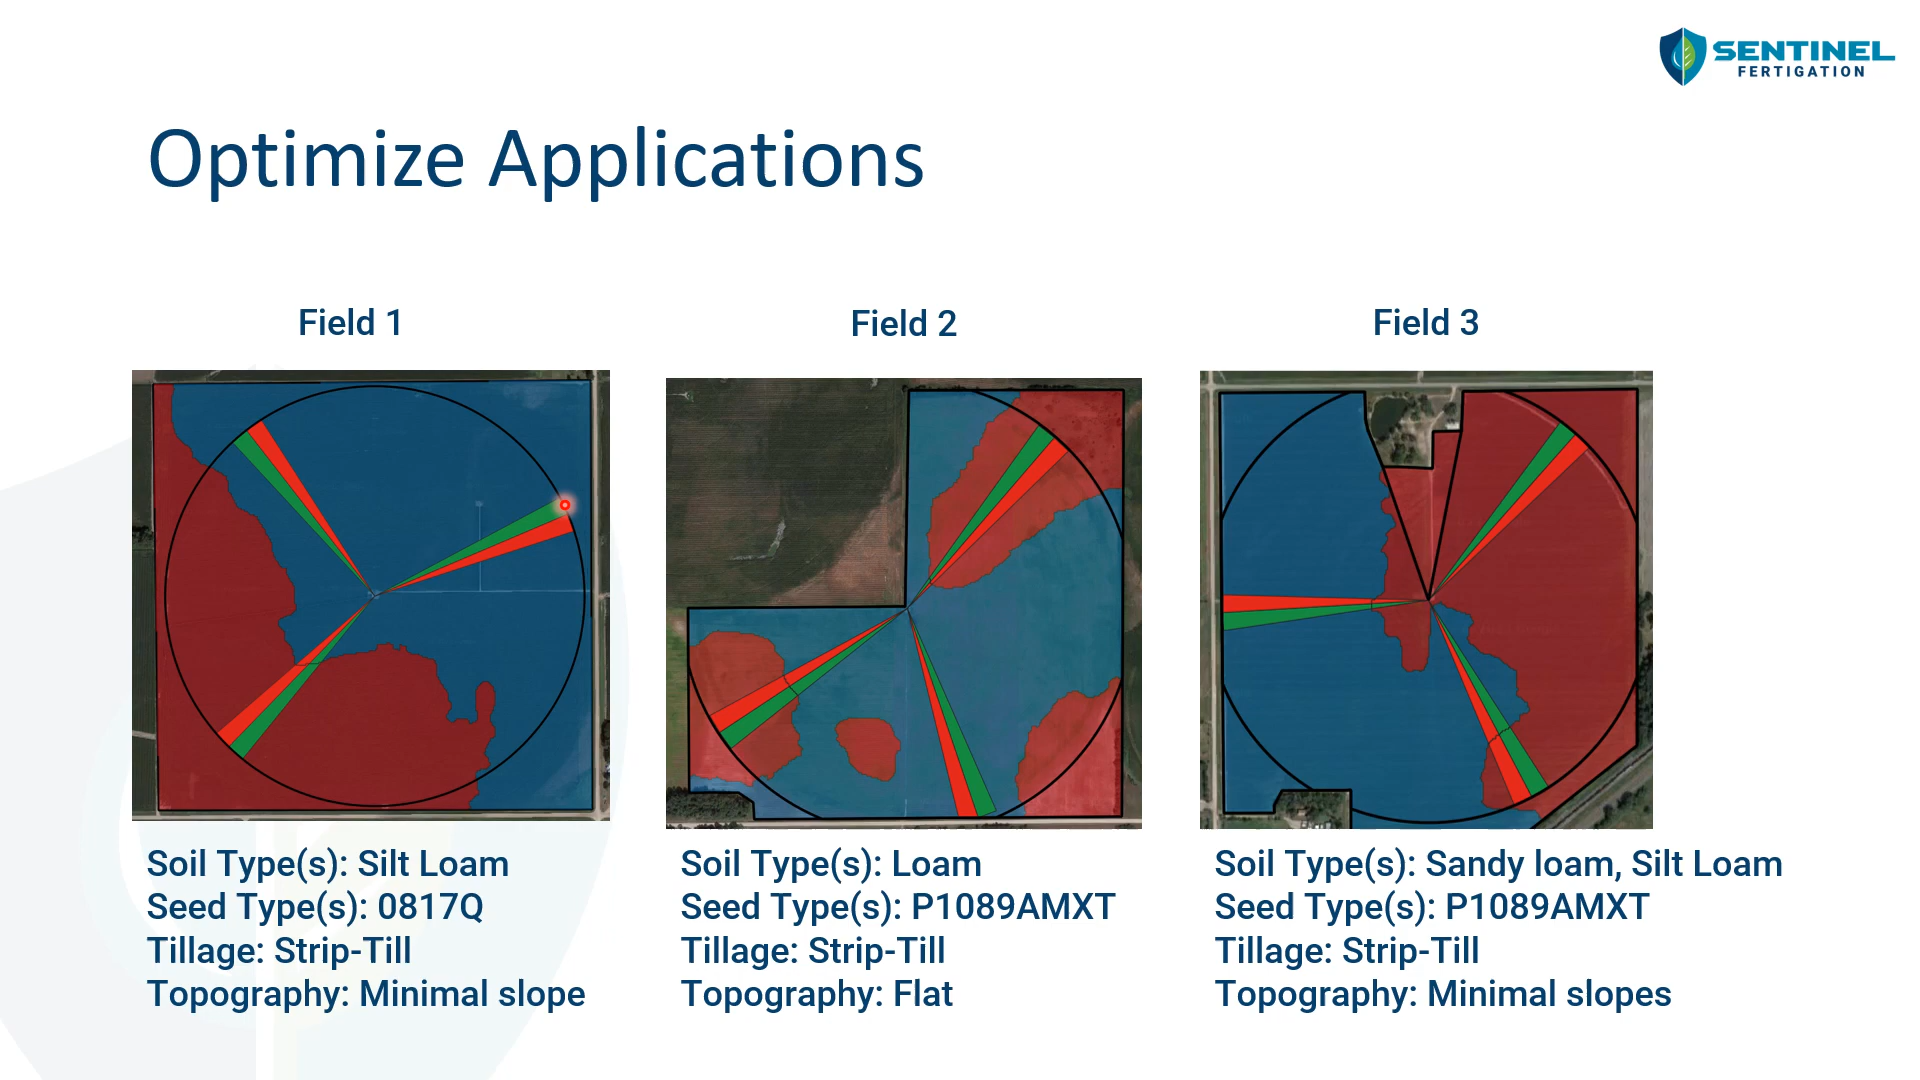 SENTINEL
FERTIGATION
Optimize Applications
Field 1
Field 2
Field 3
Soil Type(s): Silt Loam
Seed Type(s): 0817Q
Tillage: Strip-Till
Topography: Minimal slope
Soil Type(s): Loam
Seed Type(s): P1089AMXT
Tillage: Strip-Till
Topography: Flat
Soil Type(s): Sandy loam, Silt Loam
Seed Type(s): P1089AMXT
Tillage: Strip-Till
Topography: Minimal slopes